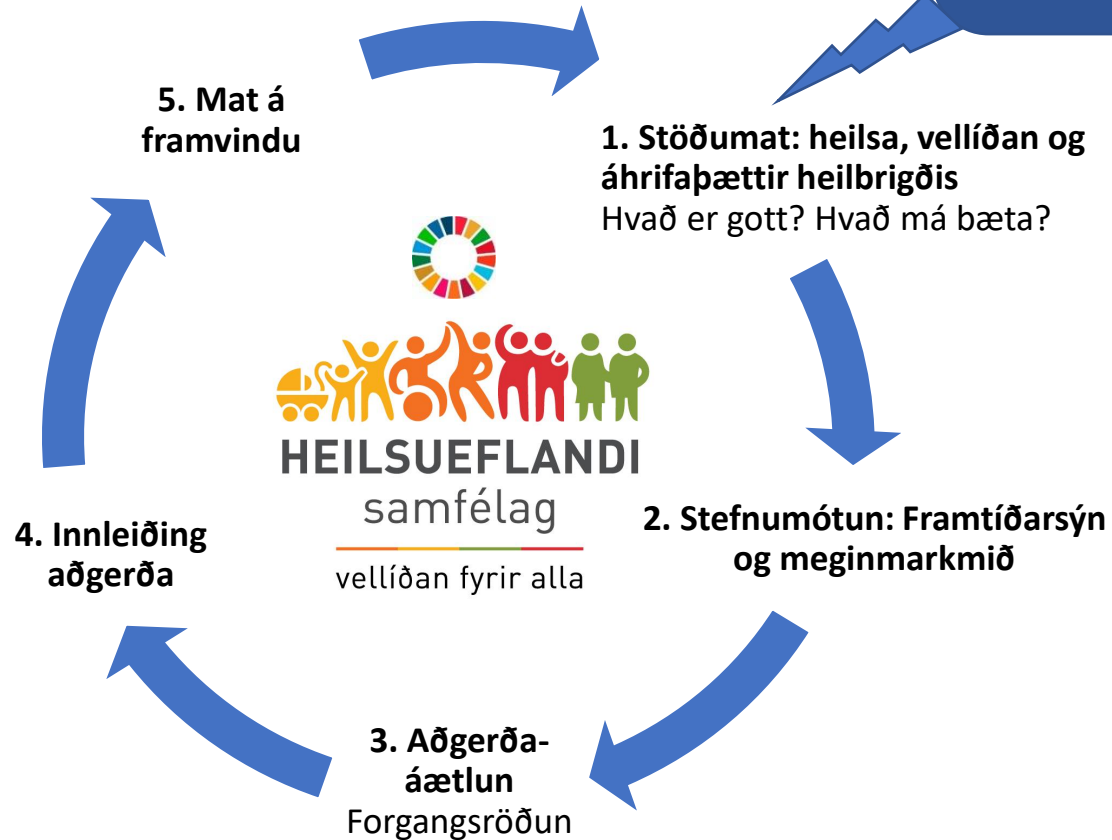 1. Stöðumat: heilsa, vellíðan og
áhrifaþættir heilbrigðis
Hvað er gott? Hvað má bæta?
2. Stefnumótun: Framtíðarsýn
og meginmarkmið
3. Aðgerða-
áætlun
Forgangsröðun
4. Innleiðing
aðgerða
5. Mat á
framvindu
HEILSUEFLANDI
samfélag
vellíðan fyrir alla